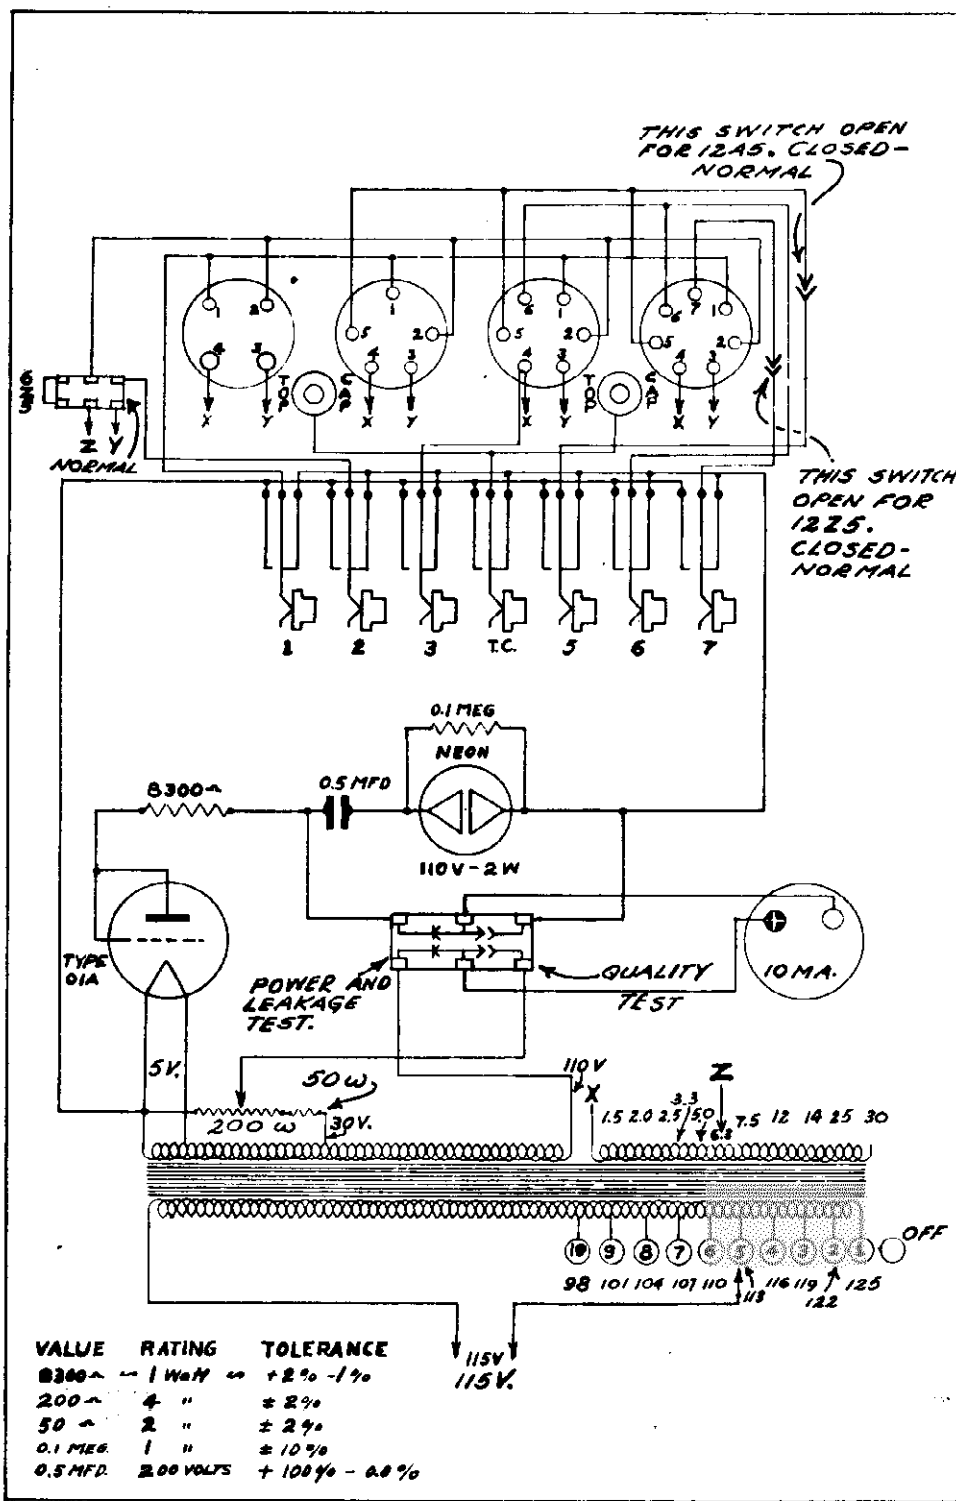 THIS SWITCH OPEN
FOR 12A5. CLOSED-
NORMAL
1 2 1 6 1 7 1
5 2 5 2 6 5 2
4 3 4 3 4 3 4 3
TOP CAP TOP CAP
X Y X Y X Y X Y
Z Y
NORMAL
THIS SWITCH
OPEN FOR
12Z5.
CLOSED-
NORMAL
1 2 3 T.C. 5 6 7
0.1 MEG
NEON
8300~ 0.5 MFD
110V-2W
TYPE
01A
10 MA.
POWER AND
LEAKAGE
TEST.
QUALITY
TEST
5V.
50 ω
200 ω
30V.
110V
X
Z
1.5 2.0 2.5 3.3 5.0 6.3 7.5 12 14 25 30
10 9 8 7 6 5 4 3 2 1 OFF
98 101 104 107 110 113 116 119 122 125
115V
115V.
VALUE RATING TOLERANCE
8300~ ~ 1 Watt ~ +2% -1%
200~ 4 " ±2%
50 ~ 2 " ±2%
0.1 MEG. 1 " ±10%
0.5 MFD. 200 VOLTS +100% - 0.0%